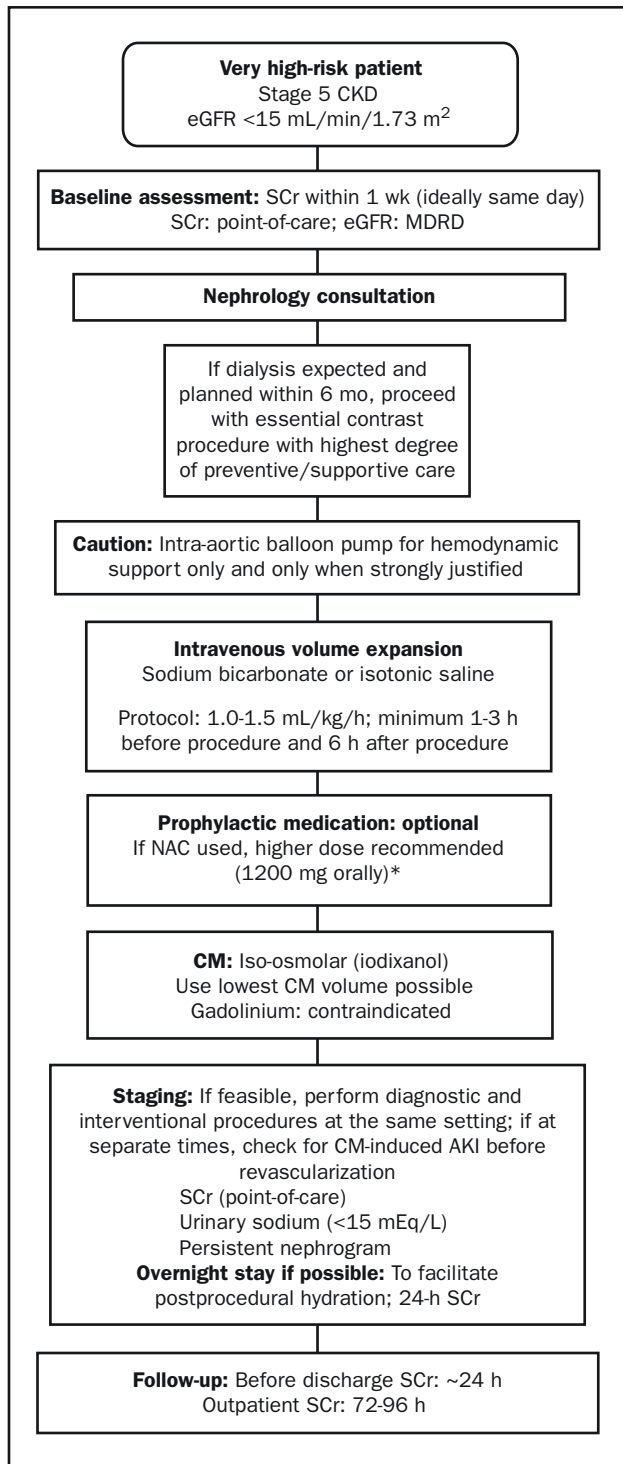 Very high-risk patient
Stage 5 CKD
eGFR <15 mL/min/1.73 m²
Baseline assessment: SCr within 1 wk (ideally same day)
SCr: point-of-care; eGFR: MDRD
Nephrology consultation
If dialysis expected and
planned within 6 mo, proceed
with essential contrast
procedure with highest degree
of preventive/supportive care
Caution: Intra-aortic balloon pump for hemodynamic
support only and only when strongly justified
Intravenous volume expansion
Sodium bicarbonate or isotonic saline
Protocol: 1.0-1.5 mL/kg/h; minimum 1-3 h
before procedure and 6 h after procedure
Prophylactic medication: optional
If NAC used, higher dose recommended
(1200 mg orally)*
CM: Iso-osmolar (iodixanol)
Use lowest CM volume possible
Gadolinium: contraindicated
Staging: If feasible, perform diagnostic and
interventional procedures at the same setting; if at
separate times, check for CM-induced AKI before
revascularization
SCr (point-of-care)
Urinary sodium (<15 mEq/L)
Persistent nephrogram
Overnight stay if possible: To facilitate
postprocedural hydration; 24-h SCr
Follow-up: Before discharge SCr: ~24 h
Outpatient SCr: 72-96 h